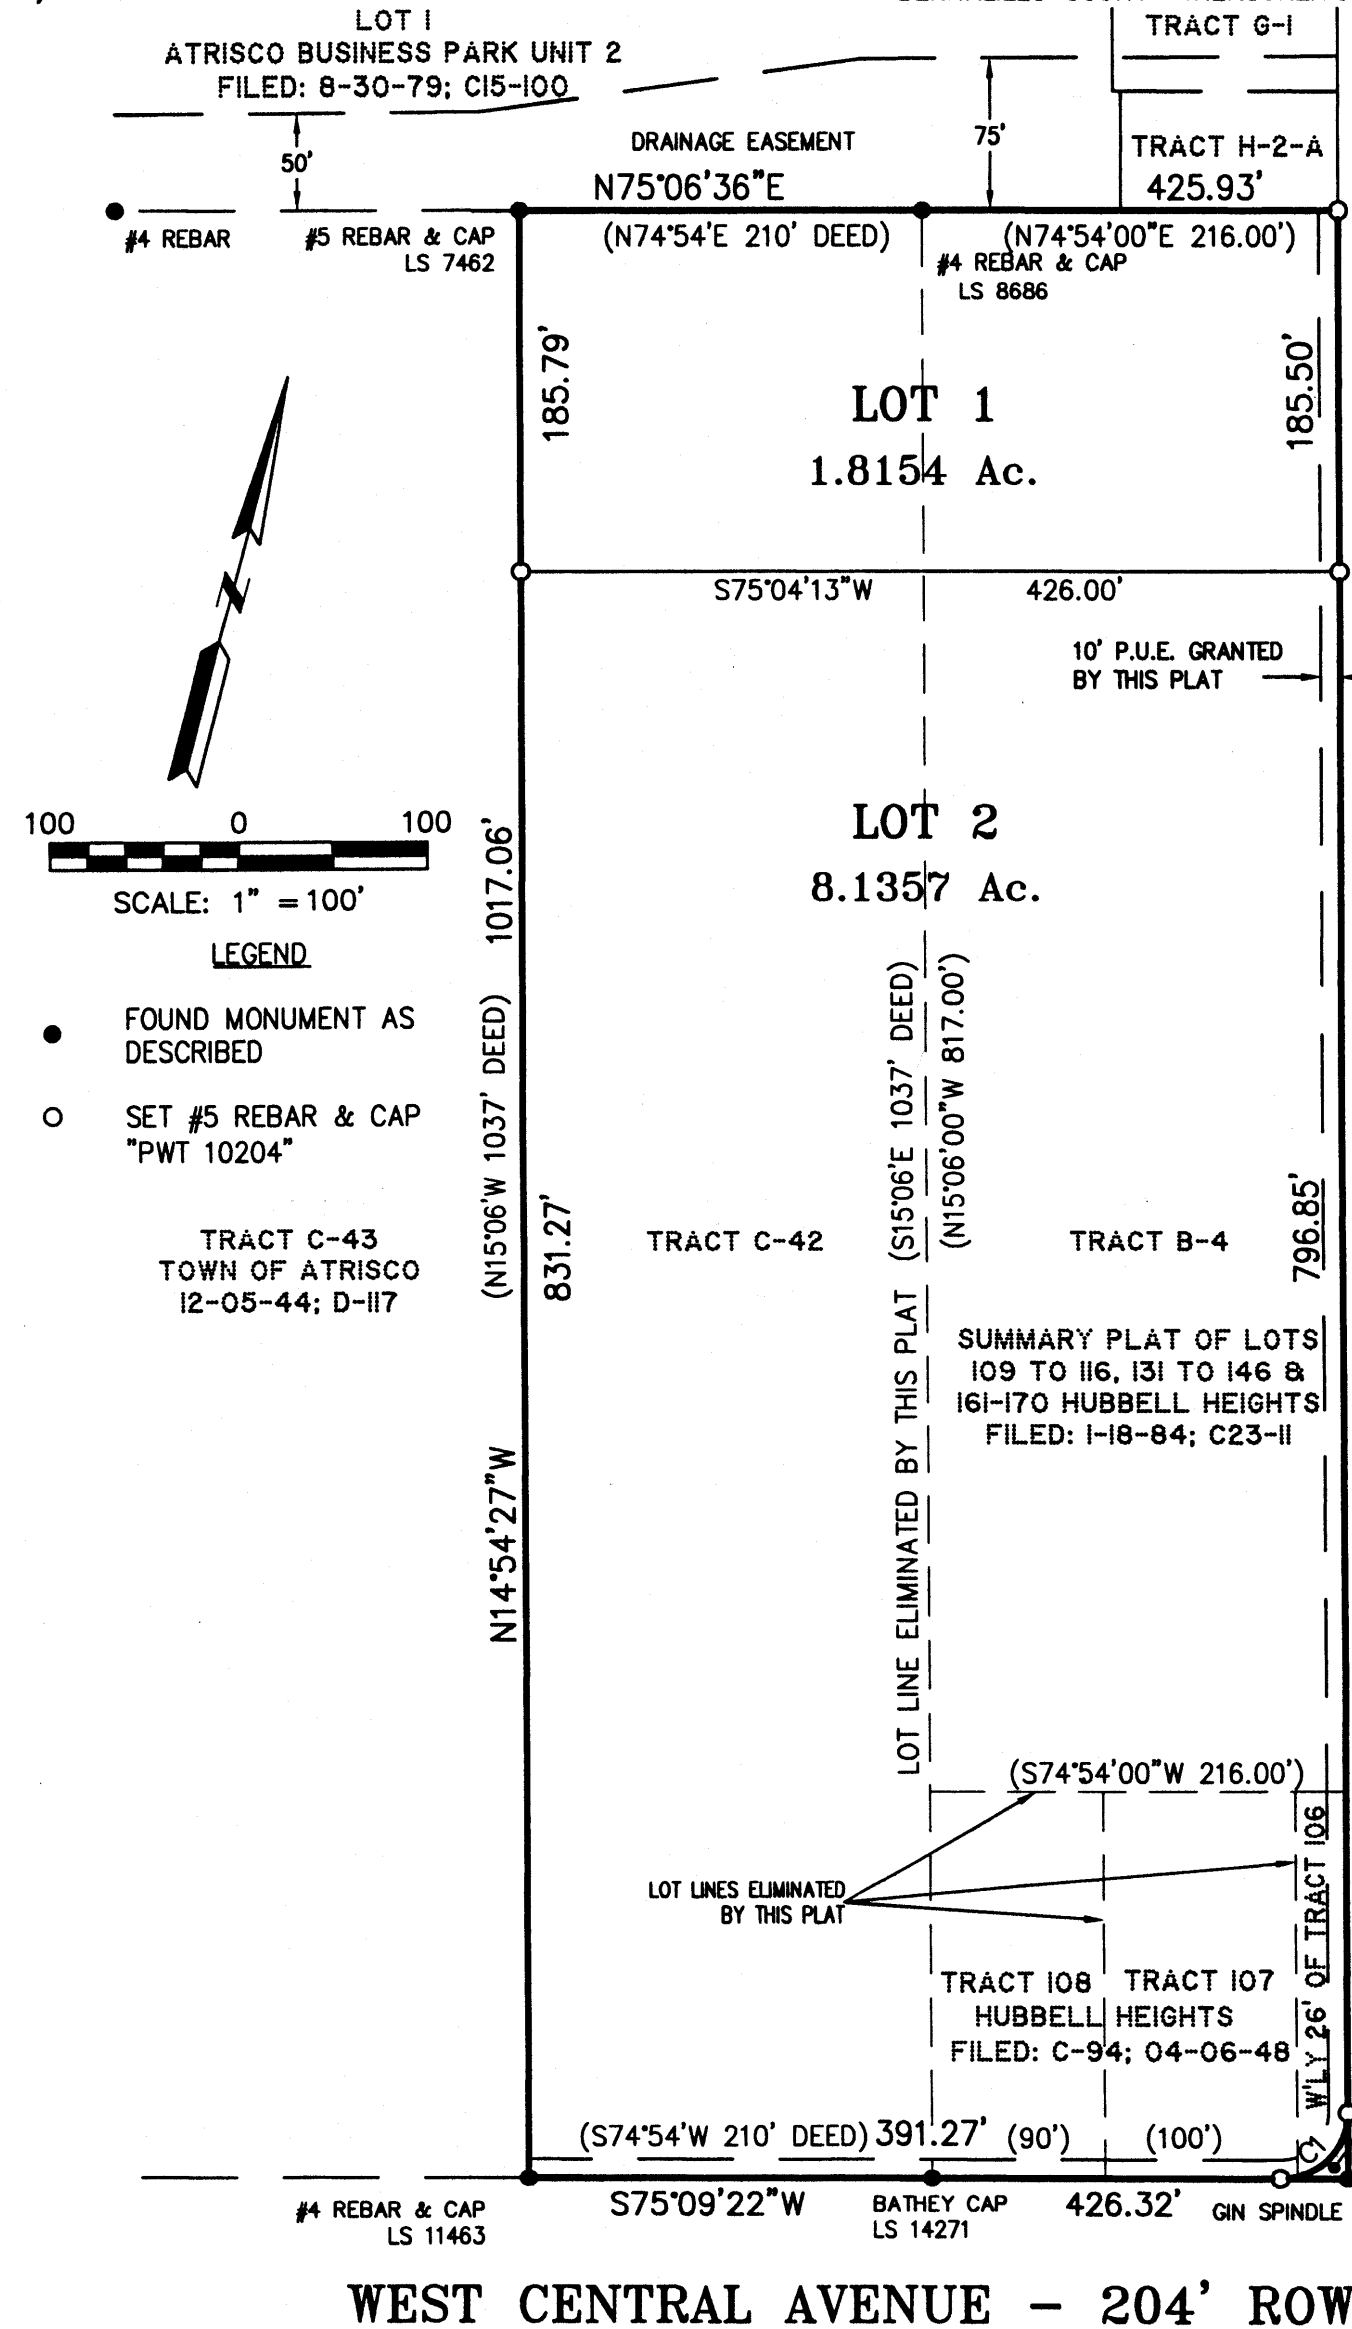 LOT 1
ATRISCO BUSINESS PARK UNIT 2
FILED: 8-30-79; C15-100
TRACT G-1
50'
DRAINAGE EASEMENT
75'
TRACT H-2-A
N75°06'36"E
425.93'
#4 REBAR
#5 REBAR & CAP
LS 7462
(N74°54'E 210' DEED)
(N74°54'00"E 216.00')
#4 REBAR & CAP
LS 8686
185.79'
185.50'
LOT 1
1.8154 Ac.
N
S75°04'13"W
426.00'
10' P.U.E. GRANTED
BY THIS PLAT
LOT 2
8.1357 Ac.
100 0 100
SCALE: 1" = 100'
LEGEND
FOUND MONUMENT AS
DESCRIBED
SET #5 REBAR & CAP
"PWT 10204"
1017.06'
(N15°06'W 1037' DEED)
N14°54'27"W
831.27'
(S15°06'E 1037' DEED)
(N15°06'00"W 817.00')
LOT LINE ELIMINATED BY THIS PLAT
796.85'
TRACT C-43
TOWN OF ATRISCO
12-05-44; D-117
TRACT C-42
TRACT B-4
SUMMARY PLAT OF LOTS
109 TO 116, 131 TO 146 &
161-170 HUBBELL HEIGHTS
FILED: 1-18-84; C23-11
(S74°54'00"W 216.00')
LOT LINES ELIMINATED
BY THIS PLAT
W'LY 26' OF TRACT 106
TRACT 108
TRACT 107
HUBBELL HEIGHTS
FILED: C-94; 04-06-48
(S74°54'W 210' DEED)
391.27'
(90')
(100')
C1
#4 REBAR & CAP
LS 11463
S75°09'22"W
BATHEY CAP
LS 14271
426.32'
GIN SPINDLE
WEST CENTRAL AVENUE - 204' ROW